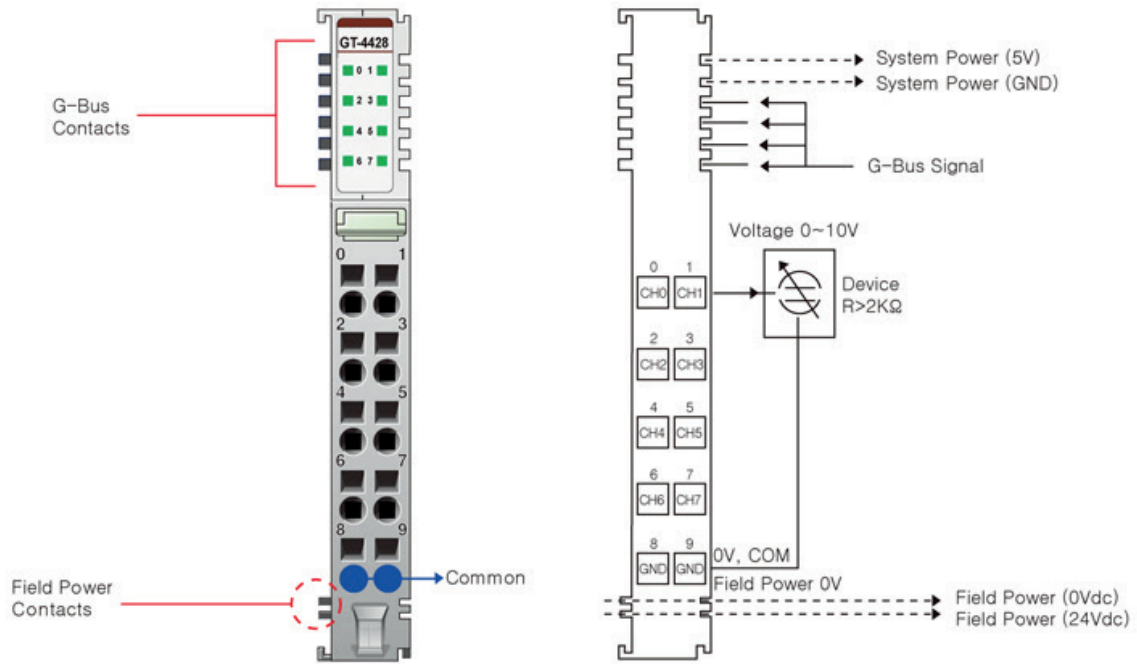 GT-4428
0 1
2 3
4 5
6 7
G-Bus
Contacts
0 1
2 3
4 5
6 7
8 9
Common
Field Power
Contacts
System Power (5V)
System Power (GND)
G-Bus Signal
Voltage 0~10V
Device
R>2KΩ
0 1
CH0 CH1
2 3
CH2 CH3
4 5
CH4 CH5
6 7
CH6 CH7
8 9
GND GND
0V, COM
Field Power 0V
Field Power (0Vdc)
Field Power (24Vdc)